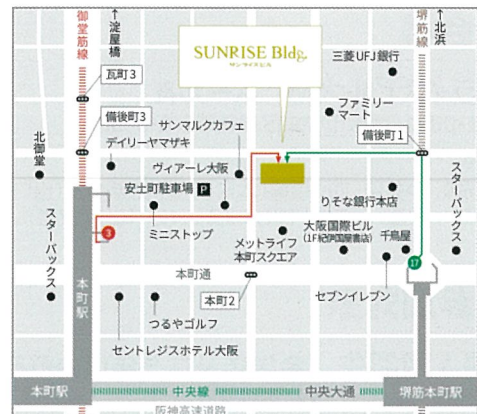 御堂筋線
↑淀屋橋
SUNRISE Bldg.
サンライズビル
堺筋線
↑北浜
三菱UFJ銀行
瓦町3
ファミリー
マート
備後町3
サンマルクカフェ
備後町1
デイリーヤマザキ
北御堂
ヴィアーレ大阪
安土町駐車場 P
りそな銀行本店
スターバックス
スターバックス
3
ミニストップ
メットライフ
本町スクエア
大阪国際ビル
(1F紀伊国屋書店)
千鳥屋
17
本町通
セブンイレブン
本町駅
本町2
つるやゴルフ
セントレジスホテル大阪
本町駅
中央線
中央大通
堺筋本町駅
阪神高速道路